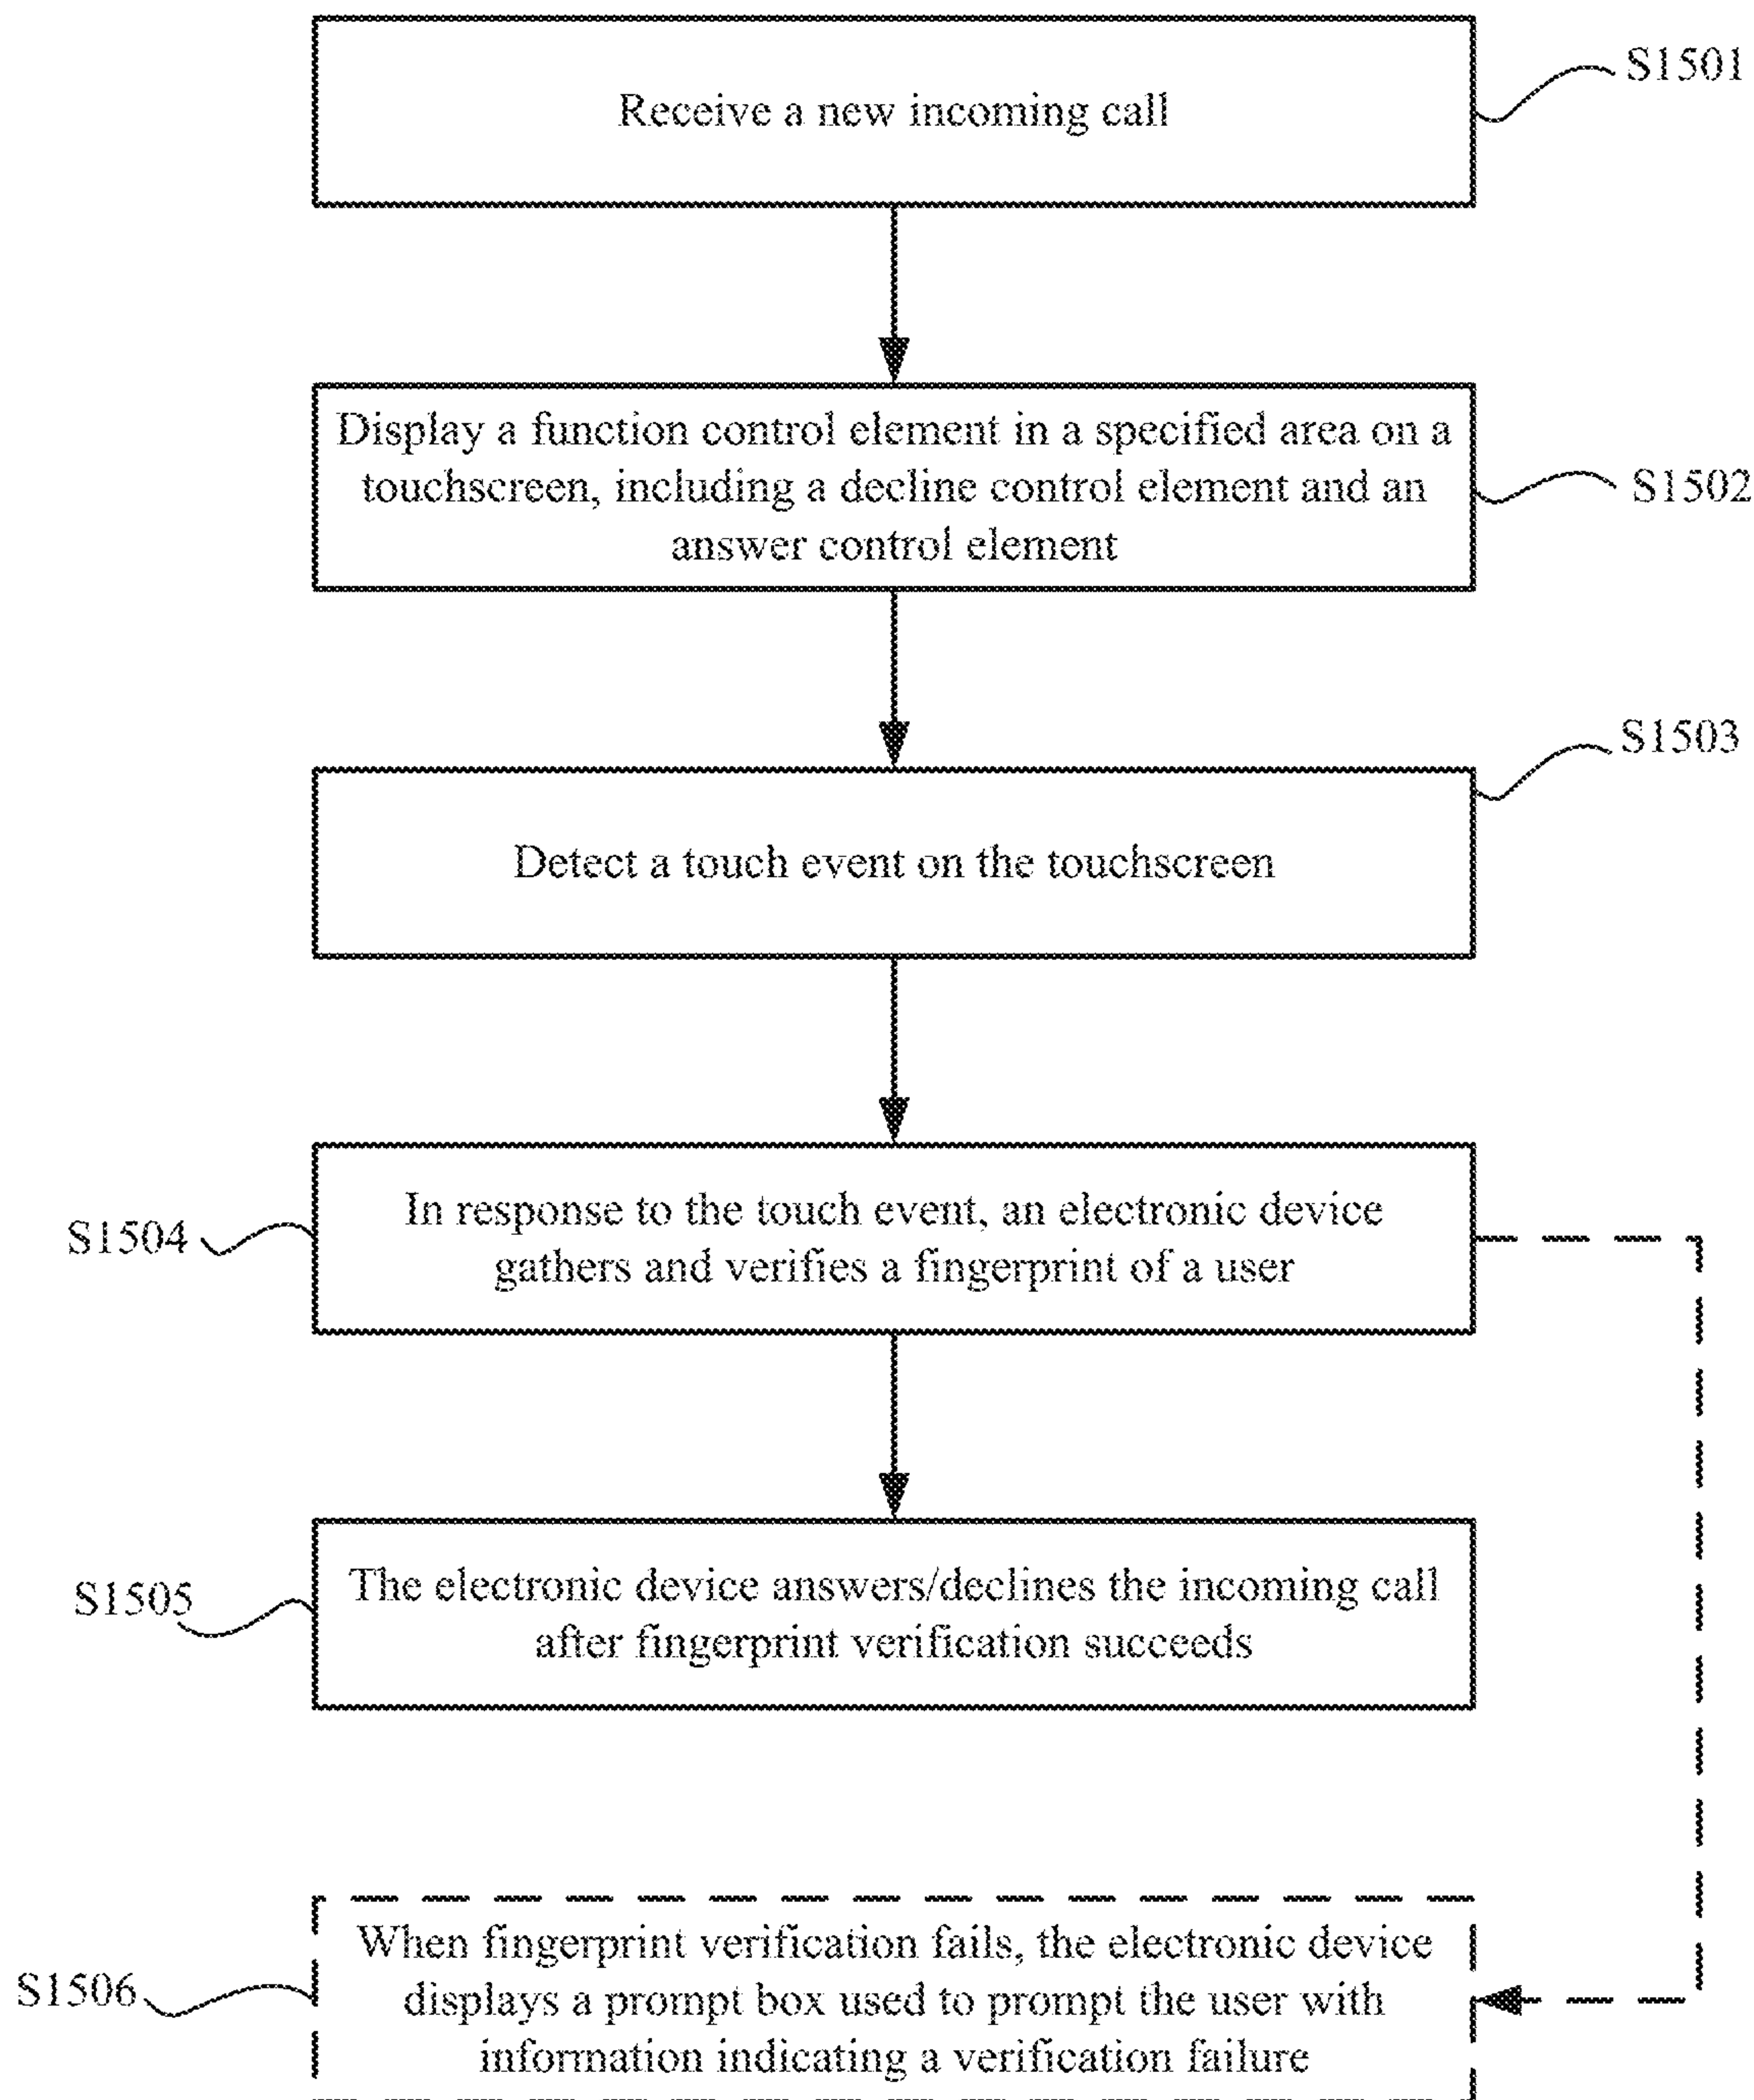 Receive a new incoming call
S1501
Display a function control element in a specified area on a
touchscreen, including a decline control element and an
answer control element
S1502
S1503
Detect a touch event on the touchscreen
S1504
In response to the touch event, an electronic device
gathers and verifies a fingerprint of a user
S1505
The electronic device answers/declines the incoming call
after fingerprint verification succeeds
S1506
When fingerprint verification fails, the electronic device
displays a prompt box used to prompt the user with
information indicating a verification failure